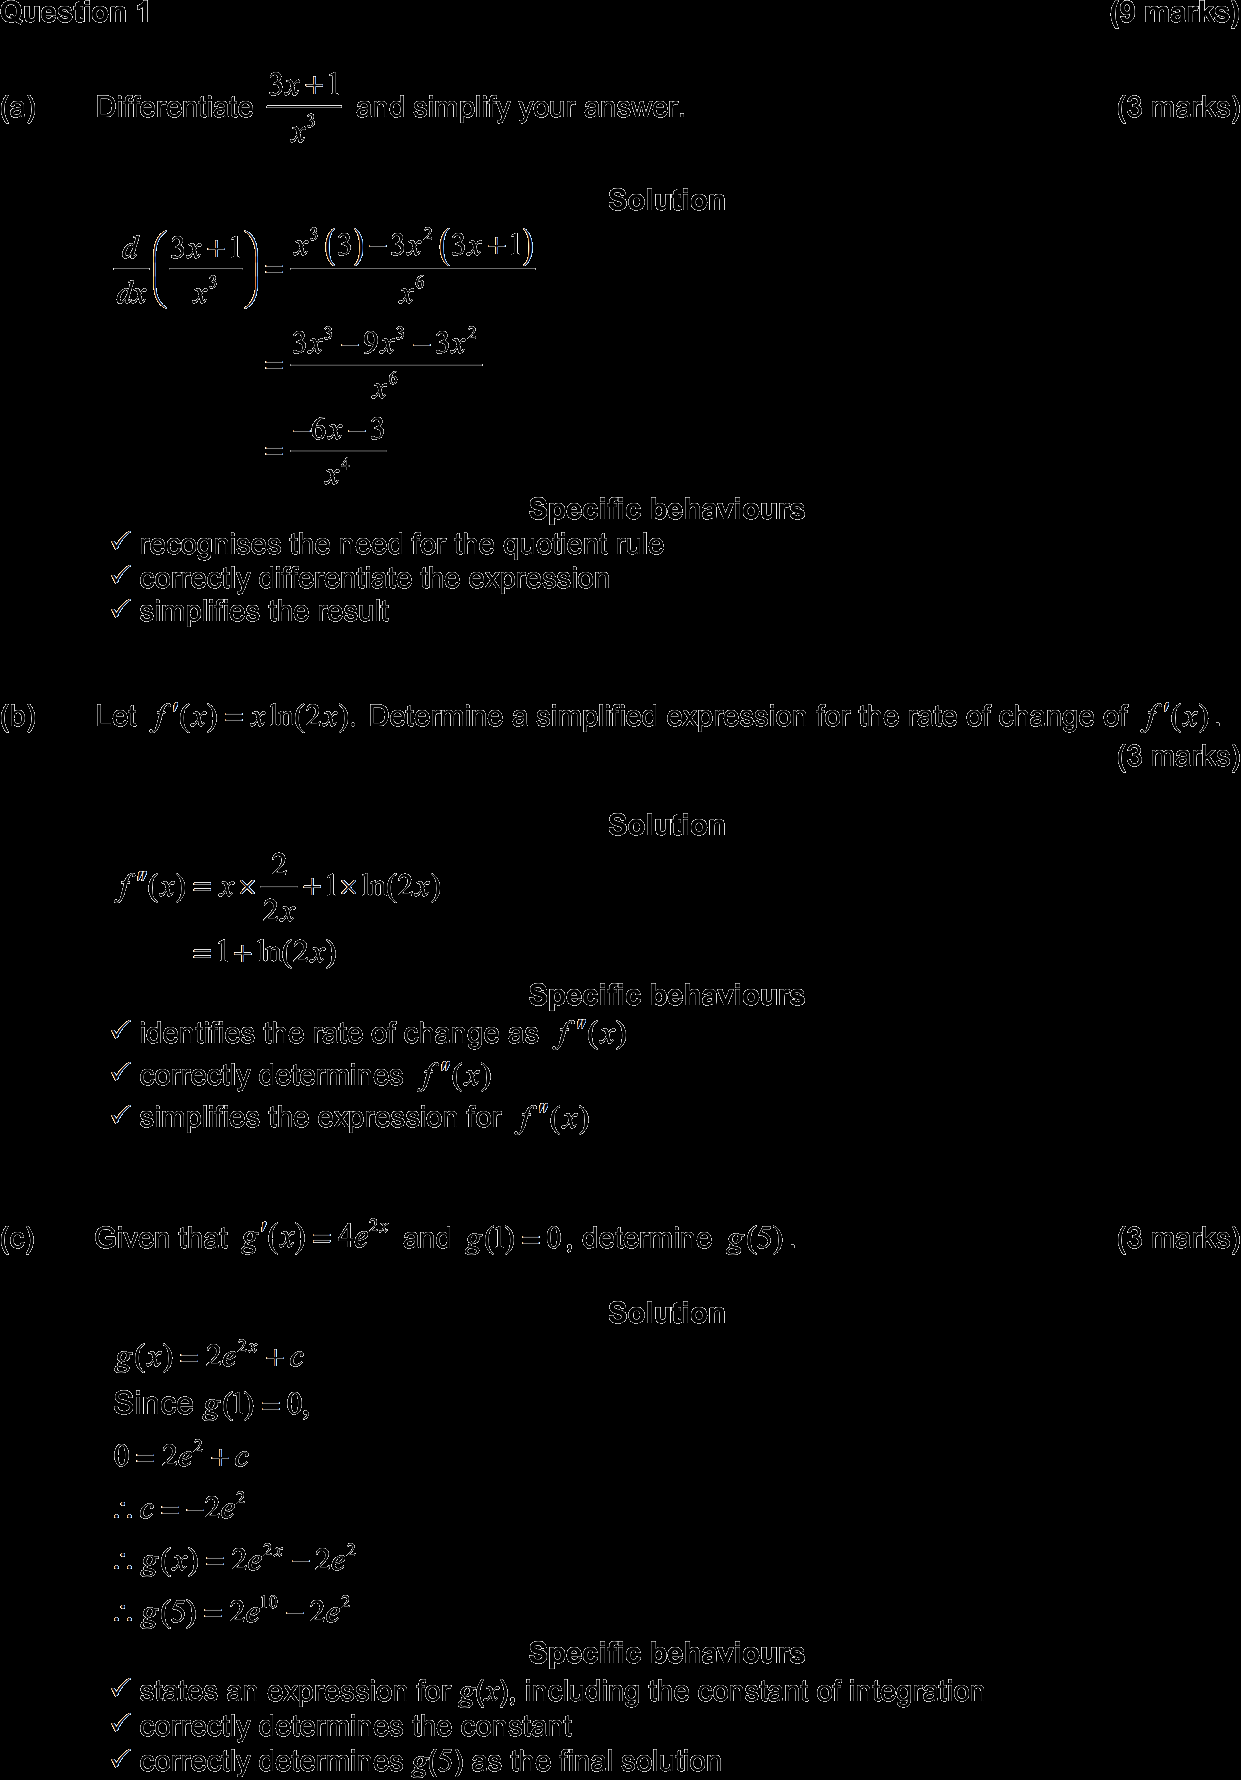 Question 1 (9 marks)
(a) Differentiate \frac{3x+1}{x^3} and simplify your answer. (3 marks)
Solution
\frac{d}{dx}\left(\frac{3x+1}{x^3}\right) = \frac{x^3(3)-3x^2(3x+1)}{x^6}
= \frac{3x^3-9x^3-3x^2}{x^6}
= \frac{-6x-3}{x^4}
Specific behaviours
✓ recognises the need for the quotient rule
✓ correctly differentiate the expression
✓ simplifies the result
(b) Let f'(x) = x ln(2x). Determine a simplified expression for the rate of change of f'(x).
(3 marks)
Solution
f''(x) = x × \frac{2}{2x} + 1 × ln(2x)
= 1 + ln(2x)
Specific behaviours
✓ identifies the rate of change as f''(x)
✓ correctly determines f''(x)
✓ simplifies the expression for f''(x)
(c) Given that g'(x) = 4e^{2x} and g(1) = 0, determine g(5). (3 marks)
Solution
g(x) = 2e^{2x} + c
Since g(1) = 0,
0 = 2e^2 + c
∴ c = −2e^2
∴ g(x) = 2e^{2x} − 2e^2
∴ g(5) = 2e^{10} − 2e^2
Specific behaviours
✓ states an expression for g(x), including the constant of integration
✓ correctly determines the constant
✓ correctly determines g(5) as the final solution